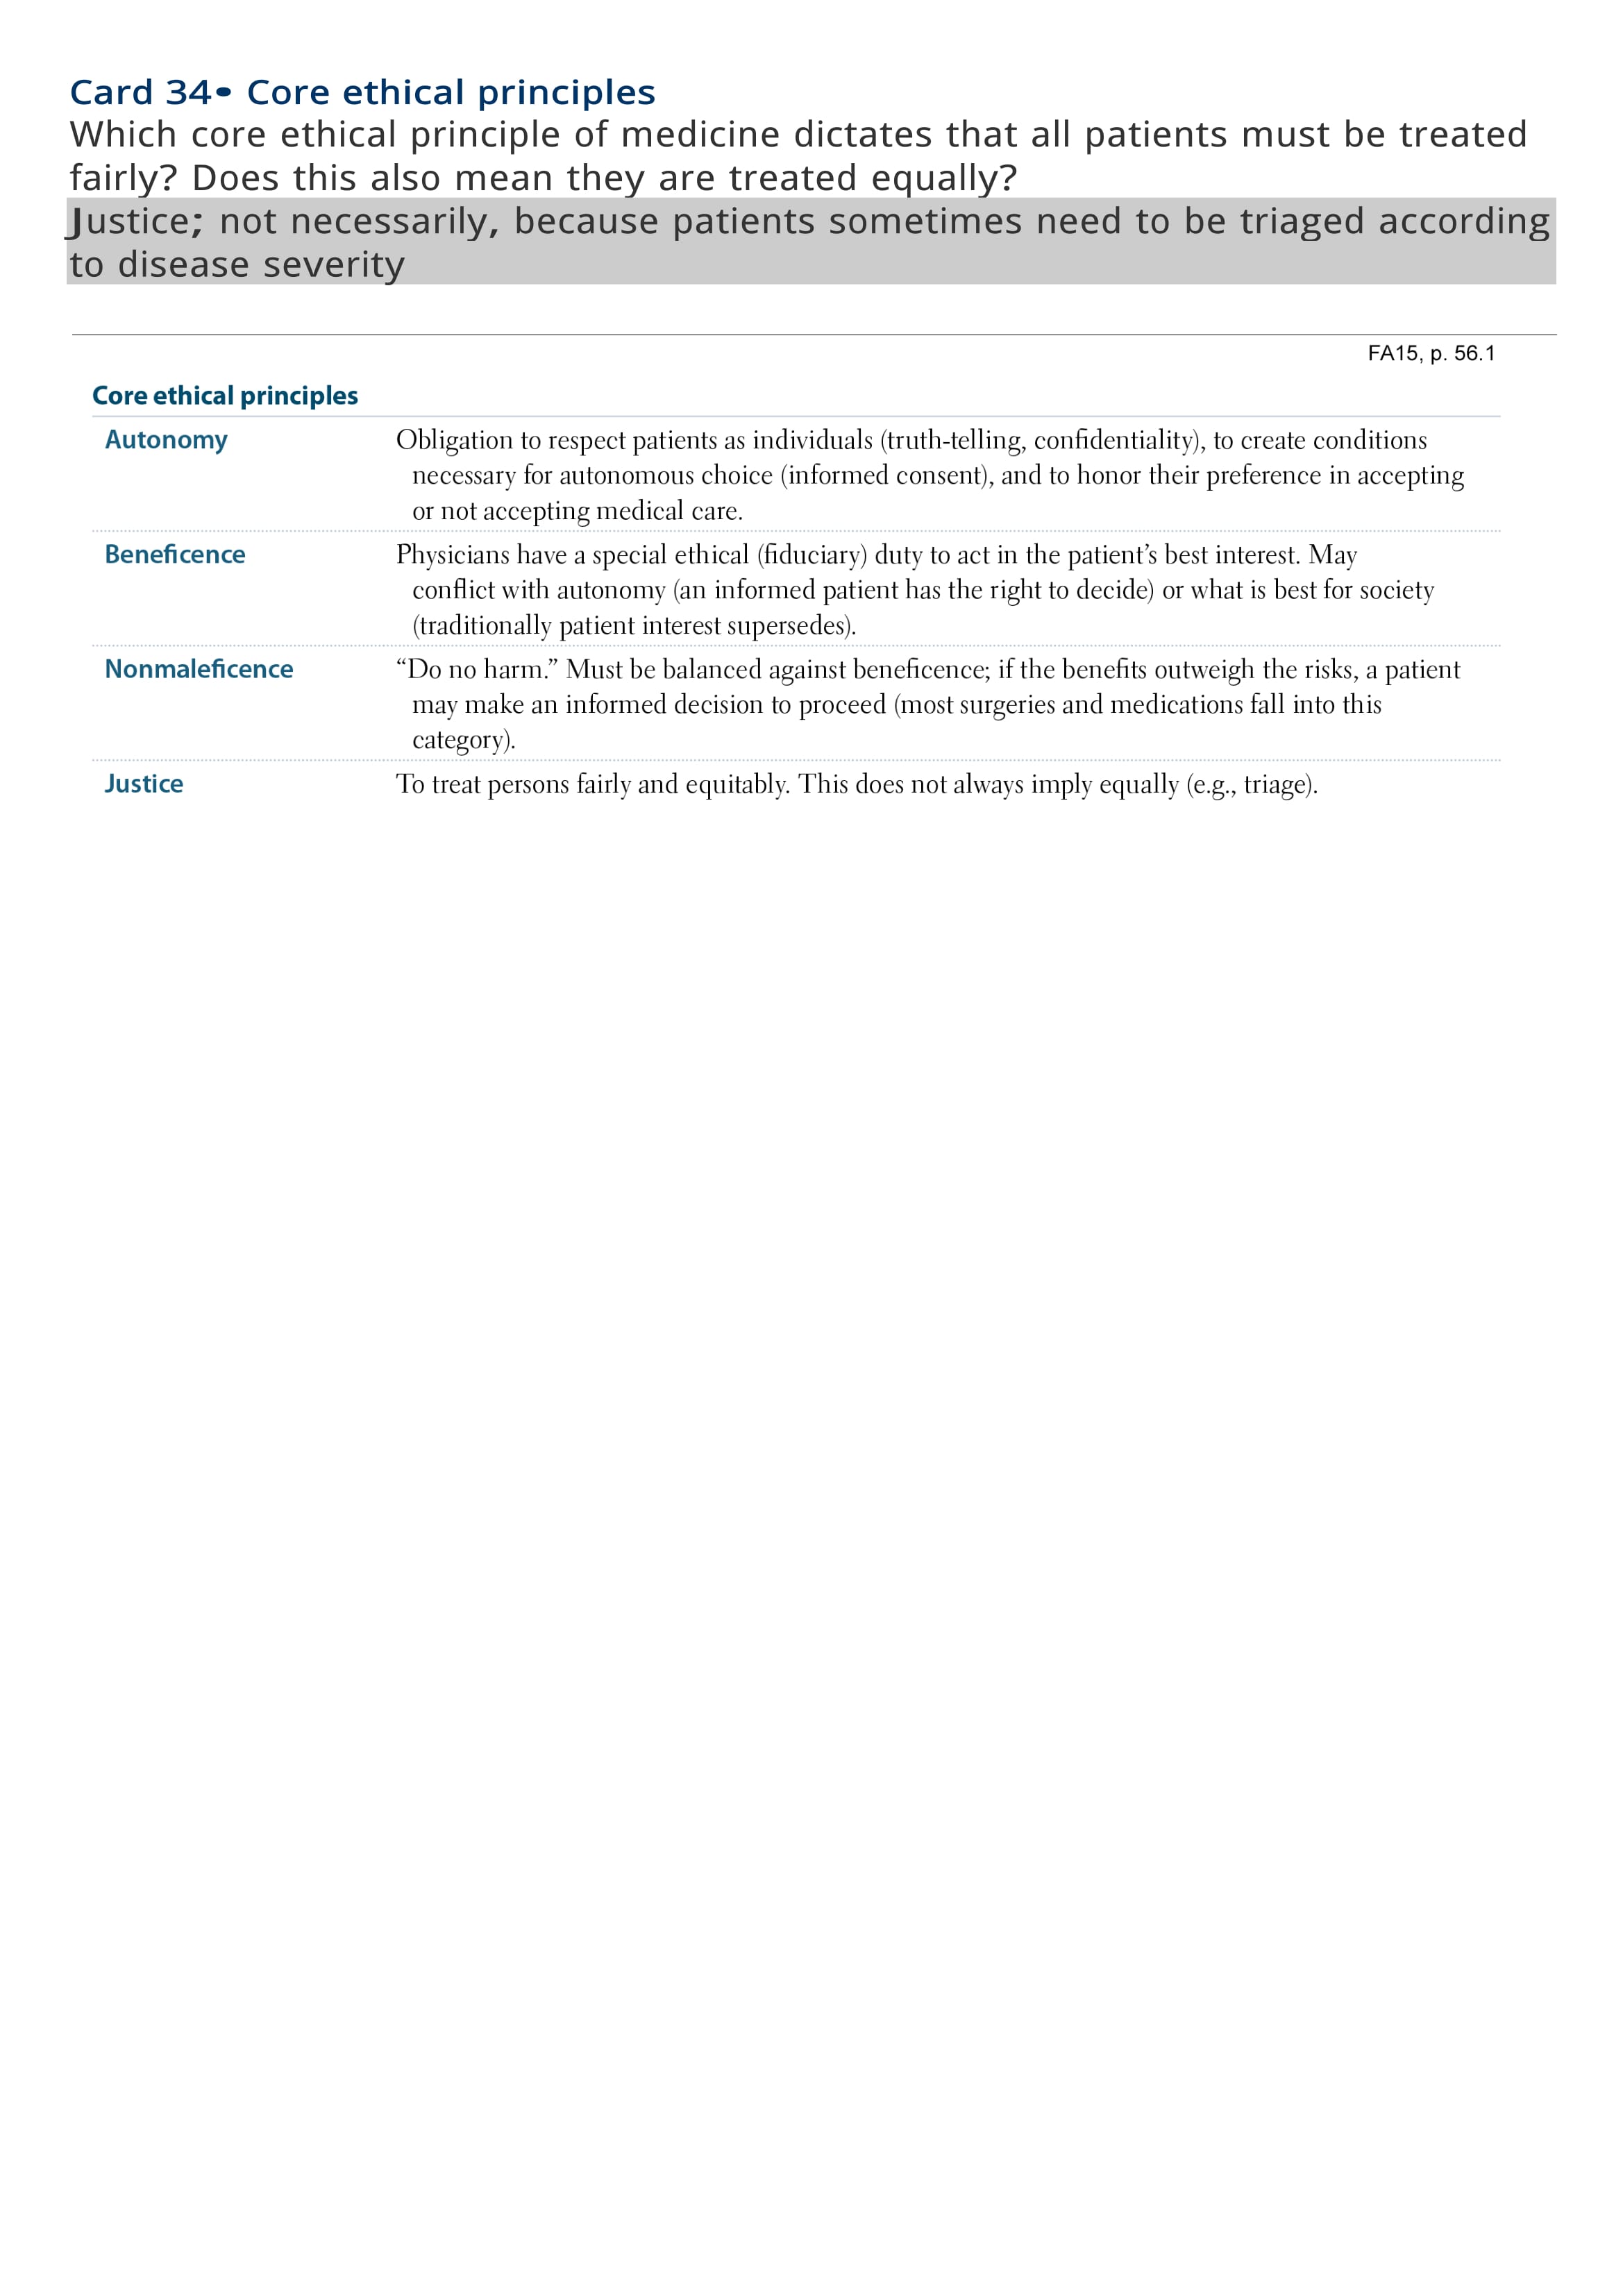 Card 34• Core ethical principles
Which core ethical principle of medicine dictates that all patients must be treated
fairly? Does this also mean they are treated equally?
Justice; not necessarily, because patients sometimes need to be triaged according
to disease severity
FA15, p. 56.1
Core ethical principles
Autonomy Obligation to respect patients as individuals (truth-telling, confidentiality), to create conditions
necessary for autonomous choice (informed consent), and to honor their preference in accepting
or not accepting medical care.
Beneficence Physicians have a special ethical (fiduciary) duty to act in the patient’s best interest. May
conflict with autonomy (an informed patient has the right to decide) or what is best for society
(traditionally patient interest supersedes).
Nonmaleficence “Do no harm.” Must be balanced against beneficence; if the benefits outweigh the risks, a patient
may make an informed decision to proceed (most surgeries and medications fall into this
category).
Justice To treat persons fairly and equitably. This does not always imply equally (e.g., triage).